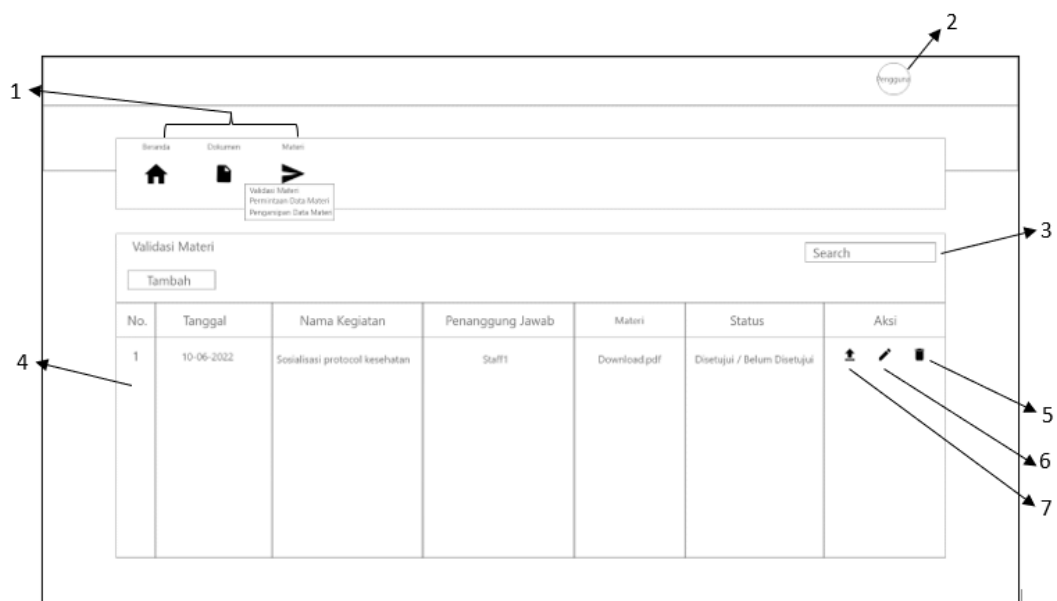 2
Pengguna
1
Beranda Dokumen Materi
Validasi Materi
Permintaan Data Materi
Pengarsipan Data Materi
3
Validasi Materi
Search
Tambah
No. Tanggal Nama Kegiatan Penanggung Jawab Materi Status Aksi
4
1 10-06-2022 Sosialisasi protocol kesehatan Staff1 Download.pdf Disetujui / Belum Disetujui
5
6
7